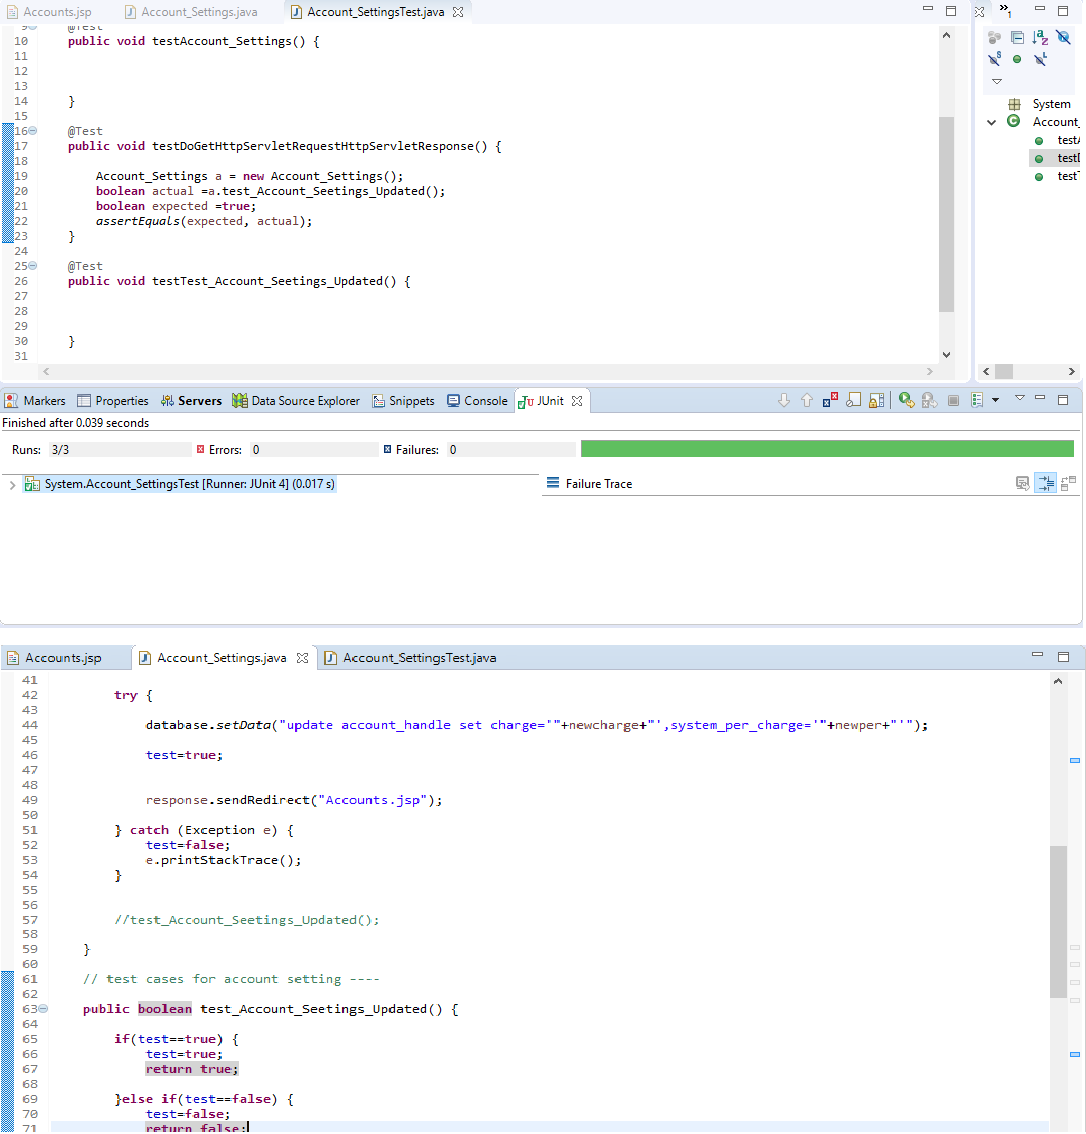 Accounts.jsp Account_Settings.java Account_SettingsTest.java
9 @Test
10 public void testAccount_Settings() {
11
12
13
14 }
15
16 @Test
17 public void testDoGetHttpServletRequestHttpServletResponse() {
18
19 Account_Settings a = new Account_Settings();
20 boolean actual =a.test_Account_Seetings_Updated();
21 boolean expected =true;
22 assertEquals(expected, actual);
23 }
24
25 @Test
26 public void testTest_Account_Seetings_Updated() {
27
28
29
30 }
31
System
Account_
testA
testD
testT
Markers Properties Servers Data Source Explorer Snippets Console JUnit
Finished after 0.039 seconds
Runs: 3/3 Errors: 0 Failures: 0
System.Account_SettingsTest [Runner: JUnit 4] (0.017 s)
Failure Trace
Accounts.jsp Account_Settings.java Account_SettingsTest.java
41
42 try {
43
44 database.setData("update account_handle set charge='"+newcharge+"',system_per_charge='"+newper+"'");
45
46 test=true;
47
48
49 response.sendRedirect("Accounts.jsp");
50
51 } catch (Exception e) {
52 test=false;
53 e.printStackTrace();
54 }
55
56
57 //test_Account_Seetings_Updated();
58
59 }
60
61 // test cases for account setting ----
62
63 public boolean test_Account_Seetings_Updated() {
64
65 if(test==true) {
66 test=true;
67 return true;
68
69 }else if(test==false) {
70 test=false;
71 return false;